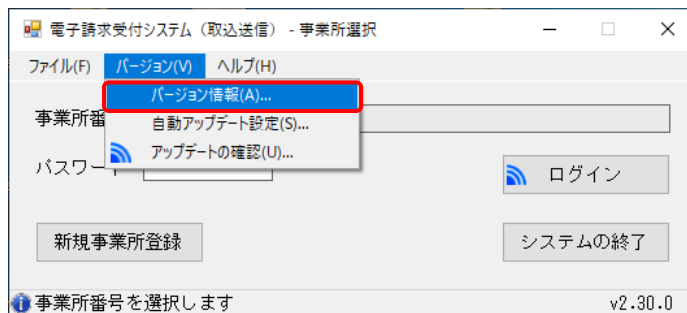 電子請求受付システム（取込送信） - 事業所選択
ファイル(F) バージョン(V) ヘルプ(H)
バージョン情報(A)...
事業所番
自動アップデート設定(S)...
アップデートの確認(U)...
パスワード
ログイン
新規事業所登録 システムの終了
事業所番号を選択します v2.30.0